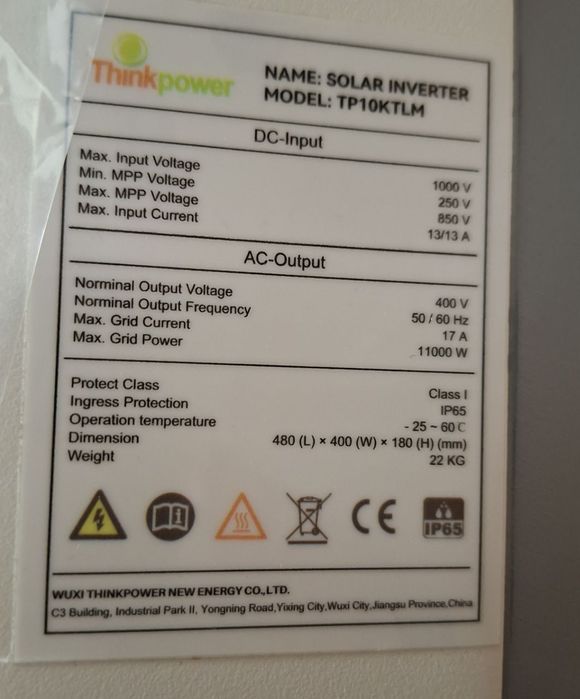 Thinkpower
NAME: SOLAR INVERTER
MODEL: TP10KTLM
DC-Input
Max. Input Voltage 1000 V
Min. MPP Voltage 250 V
Max. MPP Voltage 850 V
Max. Input Current 13/13 A
AC-Output
Norminal Output Voltage 400 V
Norminal Output Frequency 50 / 60 Hz
Max. Grid Current 17 A
Max. Grid Power 11000 W
Protect Class Class I
Ingress Protection IP65
Operation temperature - 25 ~ 60 C
Dimension 480 (L) × 400 (W) × 180 (H) (mm)
Weight 22 KG
CE
IP65
WUXI THINKPOWER NEW ENERGY CO.,LTD.
C3 Building, Industrial Park II, Yongning Road,Yixing City,Wuxi City,Jiangsu Province,China